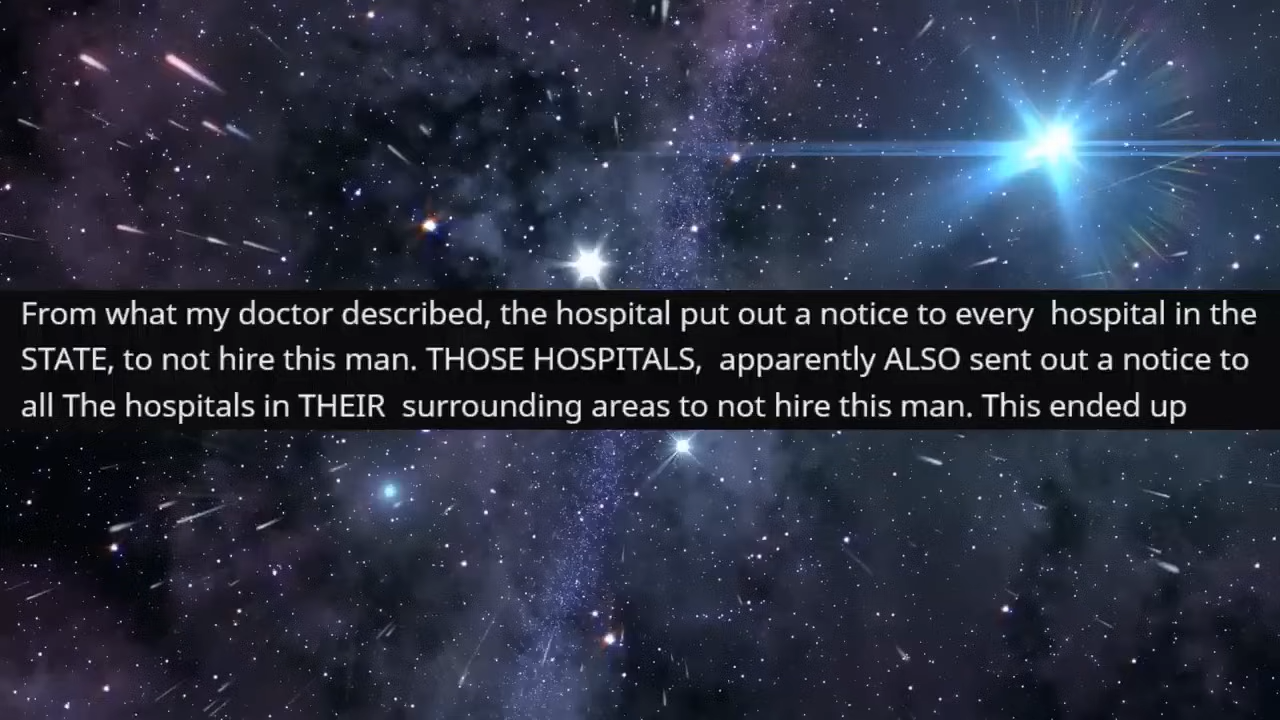 From what my doctor described, the hospital put out a notice to every  hospital in the
STATE, to not hire this man. THOSE HOSPITALS,  apparently ALSO sent out a notice to
all The hospitals in THEIR  surrounding areas to not hire this man. This ended up